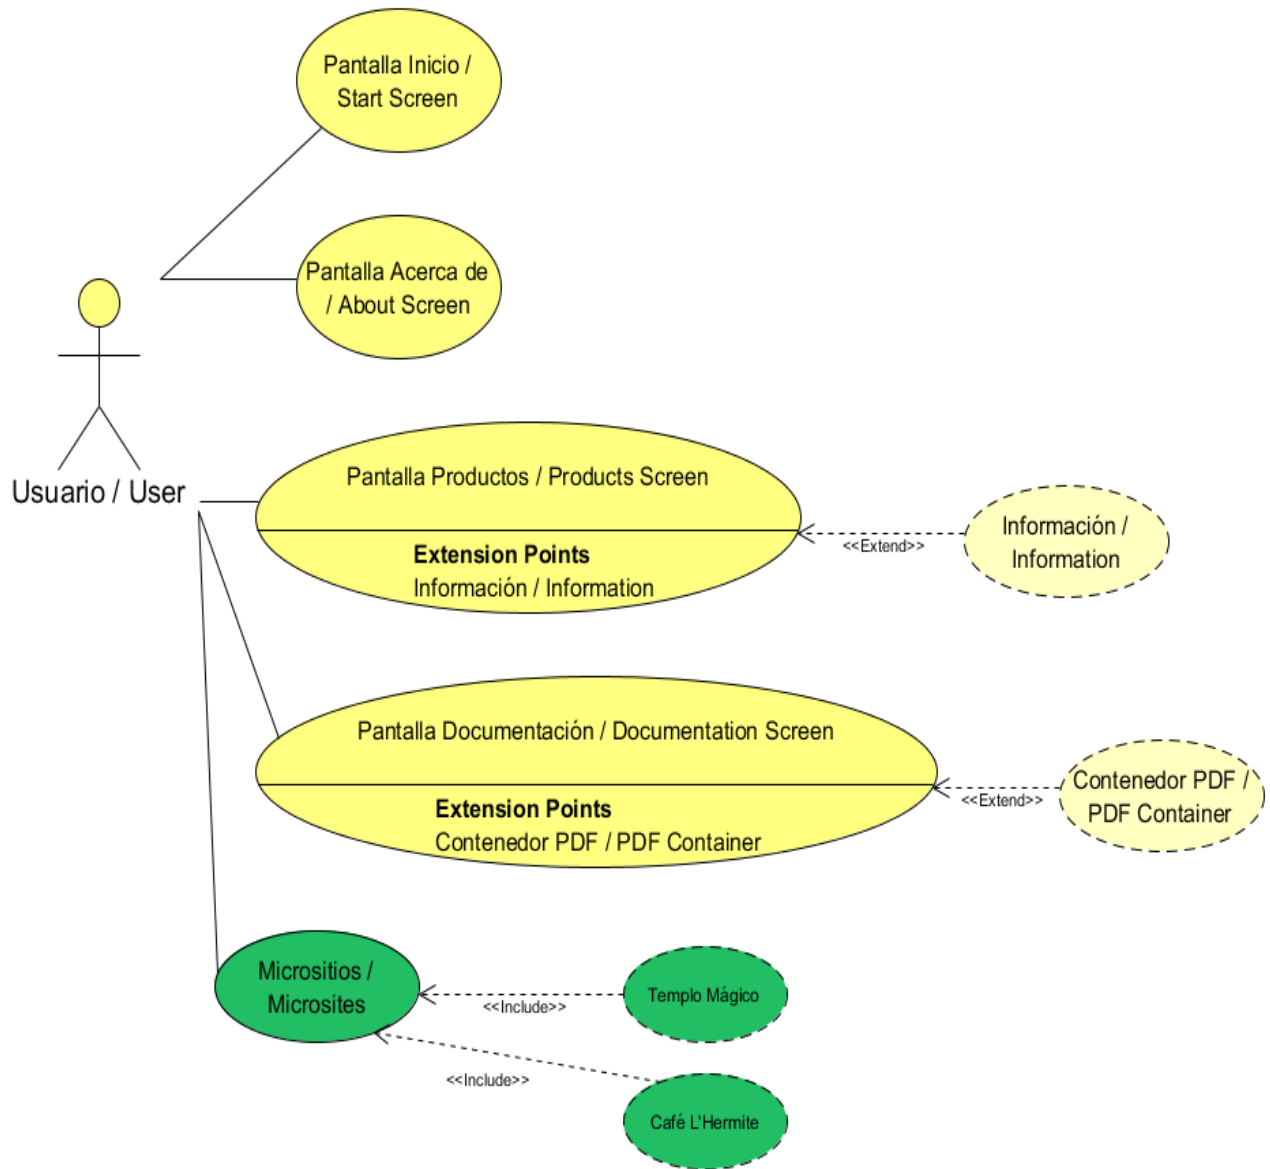 Pantalla Inicio /
Start Screen
Pantalla Acerca de
/ About Screen
Usuario / User
Pantalla Productos / Products Screen
Extension Points
Información / Information
<<Extend>>
Información /
Information
Pantalla Documentación / Documentation Screen
Extension Points
Contenedor PDF / PDF Container
<<Extend>>
Contenedor PDF /
PDF Container
Micrositios /
Microsites
<<Include>>
Templo Mágico
<<Include>>
Café L'Hermite